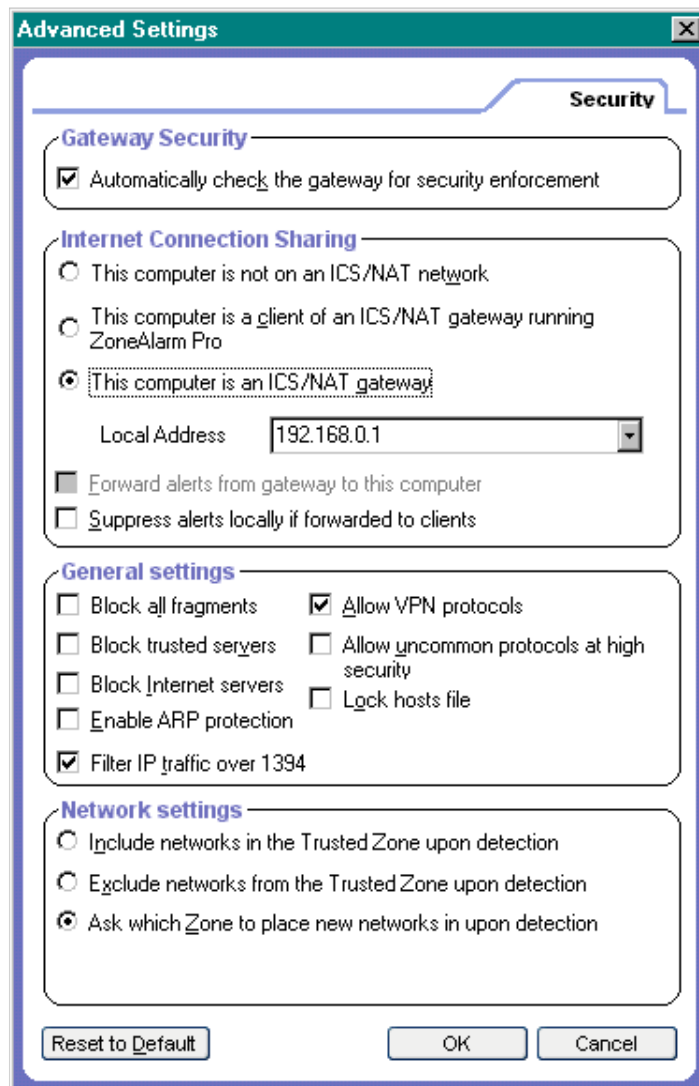 Advanced Settings
Security
Gateway Security
Automatically check the gateway for security enforcement
Internet Connection Sharing
This computer is not on an ICS/NAT network
This computer is a client of an ICS/NAT gateway running
ZoneAlarm Pro
This computer is an ICS/NAT gateway
Local Address 192.168.0.1
Forward alerts from gateway to this computer
Suppress alerts locally if forwarded to clients
General settings
Block all fragments
Block trusted servers
Block Internet servers
Enable ARP protection
Filter IP traffic over 1394
Allow VPN protocols
Allow uncommon protocols at high
security
Lock hosts file
Network settings
Include networks in the Trusted Zone upon detection
Exclude networks from the Trusted Zone upon detection
Ask which Zone to place new networks in upon detection
Reset to Default OK Cancel